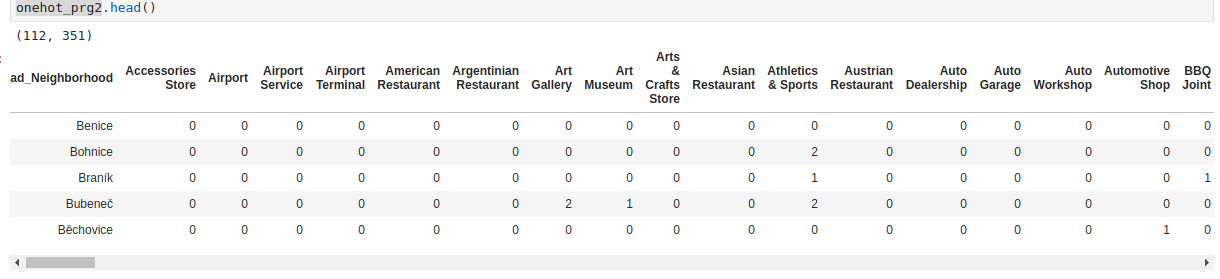 onehot_prg2.head()
(112, 351)
ad_Neighborhood Accessories Store Airport Airport Service Airport Terminal American Restaurant Argentinian Restaurant Art Gallery Art Museum Arts & Crafts Store Asian Restaurant Athletics & Sports Austrian Restaurant Auto Dealership Auto Garage Auto Workshop Automotive Shop BBQ Joint
Benice 0 0 0 0 0 0 0 0 0 0 0 0 0 0 0 0 0
Bohnice 0 0 0 0 0 0 0 0 0 0 2 0 0 0 0 0 0
Braník 0 0 0 0 0 0 0 0 0 0 1 0 0 0 0 0 1
Bubeneč 0 0 0 0 0 0 2 1 0 0 2 0 0 0 0 0 0
Běchovice 0 0 0 0 0 0 0 0 0 0 0 0 0 0 0 1 0